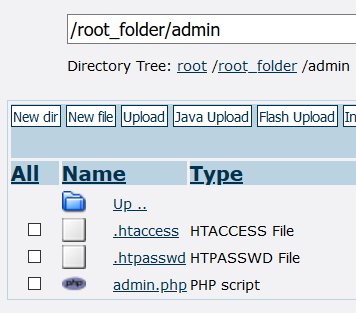 /root_folder/admin
Directory Tree: root /root_folder /admin
New dir New file Upload Java Upload Flash Upload In
All Name Type
Up ..
.htaccess HTACCESS File
.htpasswd HTPASSWD File
php admin.php PHP script